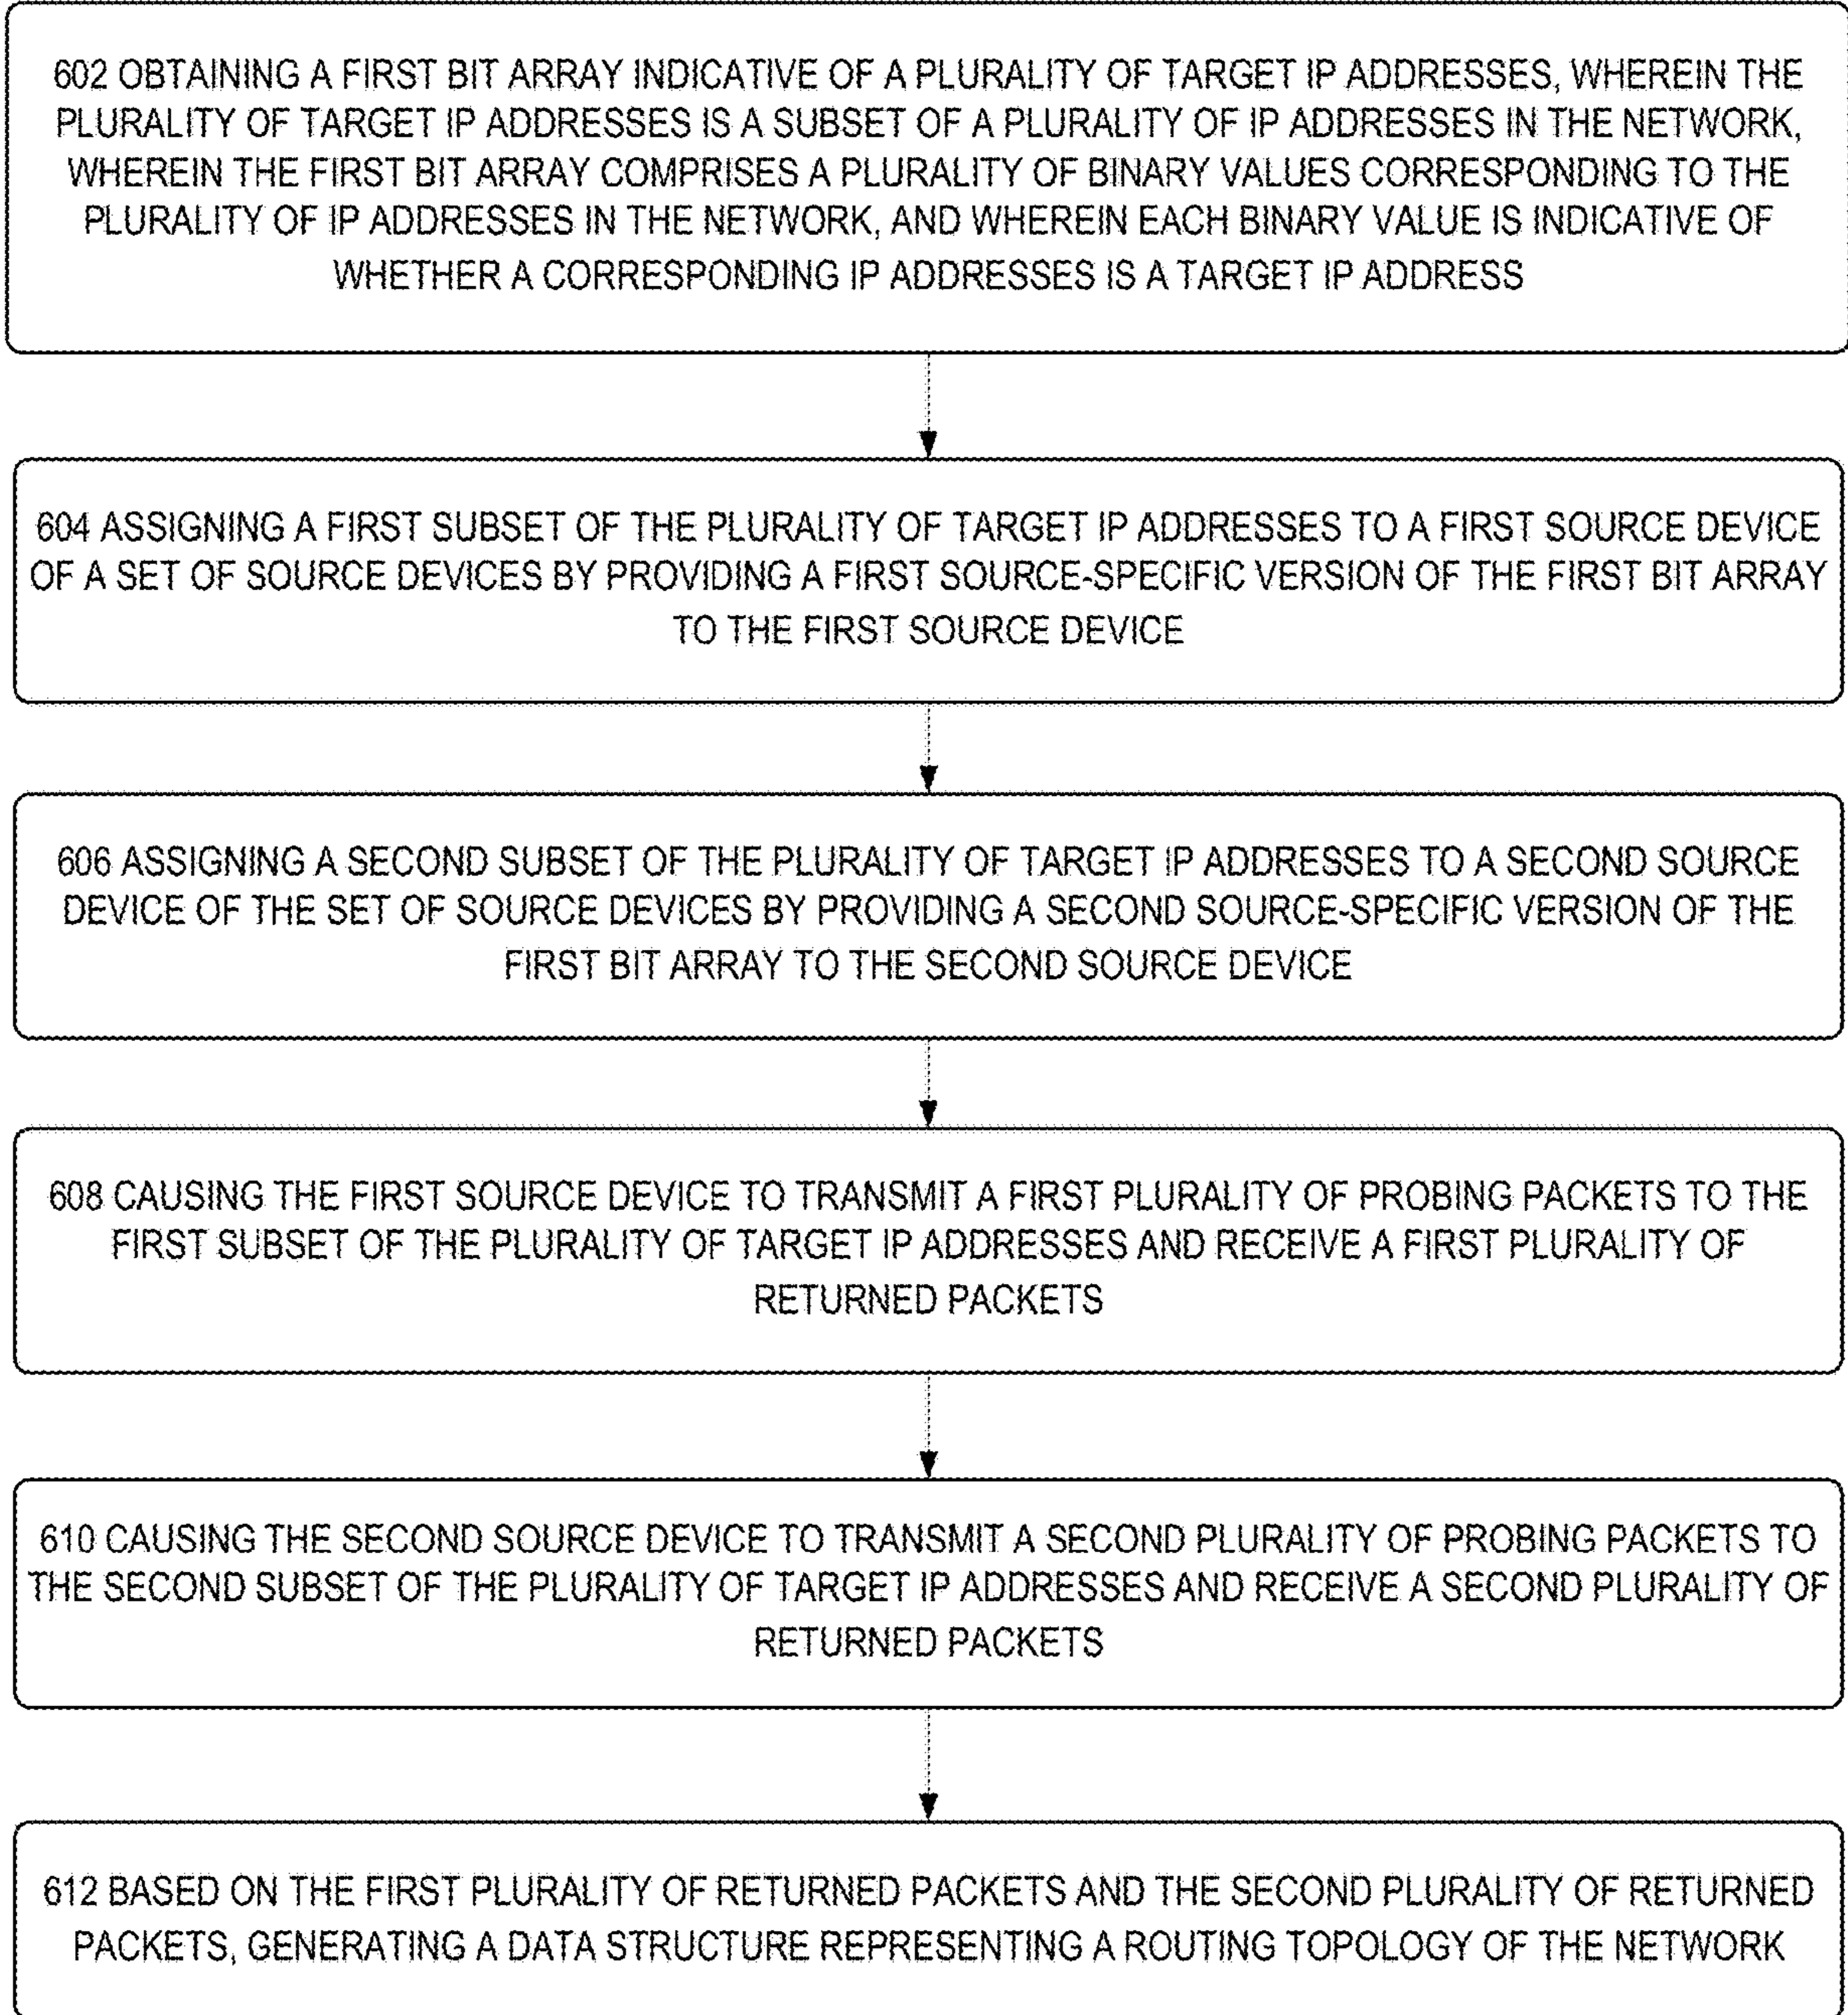 602 OBTAINING A FIRST BIT ARRAY INDICATIVE OF A PLURALITY OF TARGET IP ADDRESSES, WHEREIN THE
PLURALITY OF TARGET IP ADDRESSES IS A SUBSET OF A PLURALITY OF IP ADDRESSES IN THE NETWORK,
WHEREIN THE FIRST BIT ARRAY COMPRISES A PLURALITY OF BINARY VALUES CORRESPONDING TO THE
PLURALITY OF IP ADDRESSES IN THE NETWORK, AND WHEREIN EACH BINARY VALUE IS INDICATIVE OF
WHETHER A CORRESPONDING IP ADDRESSES IS A TARGET IP ADDRESS
604 ASSIGNING A FIRST SUBSET OF THE PLURALITY OF TARGET IP ADDRESSES TO A FIRST SOURCE DEVICE
OF A SET OF SOURCE DEVICES BY PROVIDING A FIRST SOURCE-SPECIFIC VERSION OF THE FIRST BIT ARRAY
TO THE FIRST SOURCE DEVICE
606 ASSIGNING A SECOND SUBSET OF THE PLURALITY OF TARGET IP ADDRESSES TO A SECOND SOURCE
DEVICE OF THE SET OF SOURCE DEVICES BY PROVIDING A SECOND SOURCE-SPECIFIC VERSION OF THE
FIRST BIT ARRAY TO THE SECOND SOURCE DEVICE
608 CAUSING THE FIRST SOURCE DEVICE TO TRANSMIT A FIRST PLURALITY OF PROBING PACKETS TO THE
FIRST SUBSET OF THE PLURALITY OF TARGET IP ADDRESSES AND RECEIVE A FIRST PLURALITY OF
RETURNED PACKETS
610 CAUSING THE SECOND SOURCE DEVICE TO TRANSMIT A SECOND PLURALITY OF PROBING PACKETS TO
THE SECOND SUBSET OF THE PLURALITY OF TARGET IP ADDRESSES AND RECEIVE A SECOND PLURALITY OF
RETURNED PACKETS
612 BASED ON THE FIRST PLURALITY OF RETURNED PACKETS AND THE SECOND PLURALITY OF RETURNED
PACKETS, GENERATING A DATA STRUCTURE REPRESENTING A ROUTING TOPOLOGY OF THE NETWORK